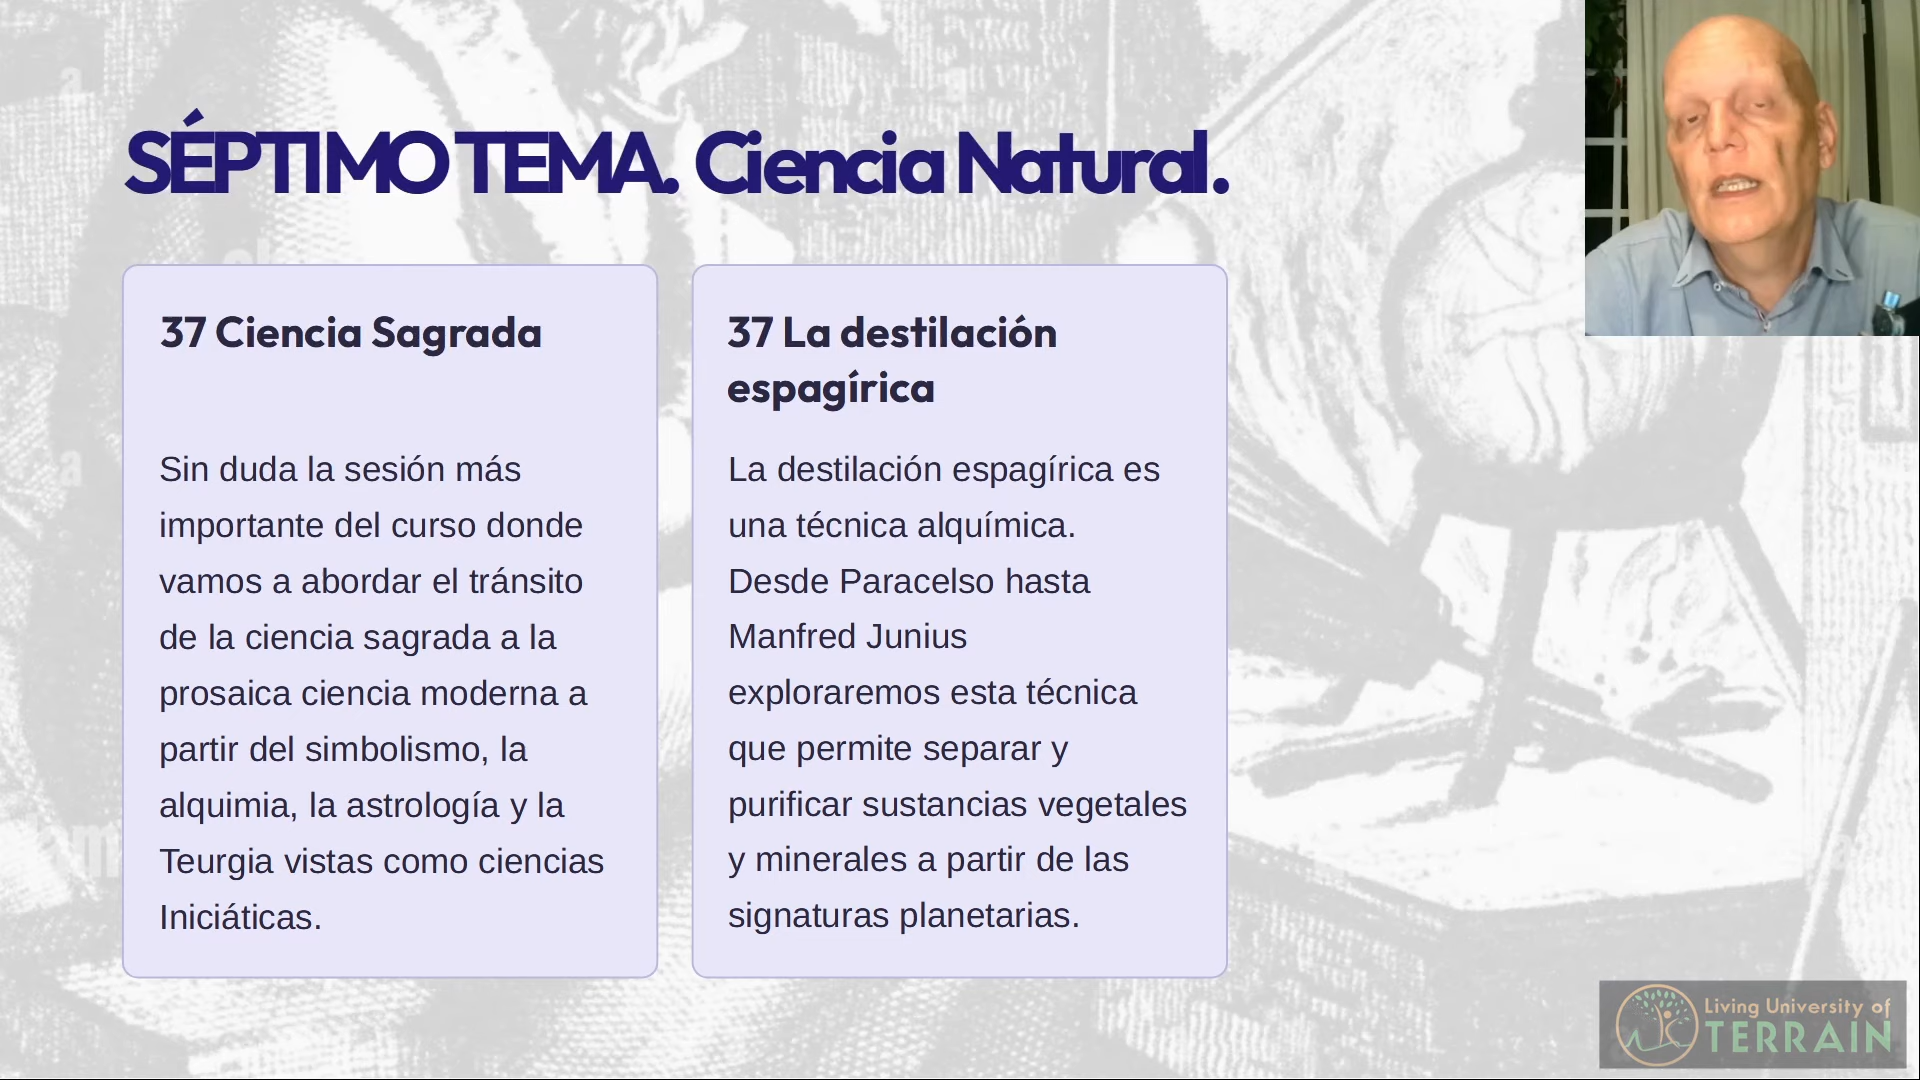 SÉPTIMO TEMA. Ciencia Natural.
37 Ciencia Sagrada
Sin duda la sesión más
importante del curso donde
vamos a abordar el tránsito
de la ciencia sagrada a la
prosaica ciencia moderna a
partir del simbolismo, la
alquimia, la astrología y la
Teurgia vistas como ciencias
Iniciáticas.
37 La destilación
espagírica
La destilación espagírica es
una técnica alquímica.
Desde Paracelso hasta
Manfred Junius
exploraremos esta técnica
que permite separar y
purificar sustancias vegetales
y minerales a partir de las
signaturas planetarias.
Living University of
TERRAIN